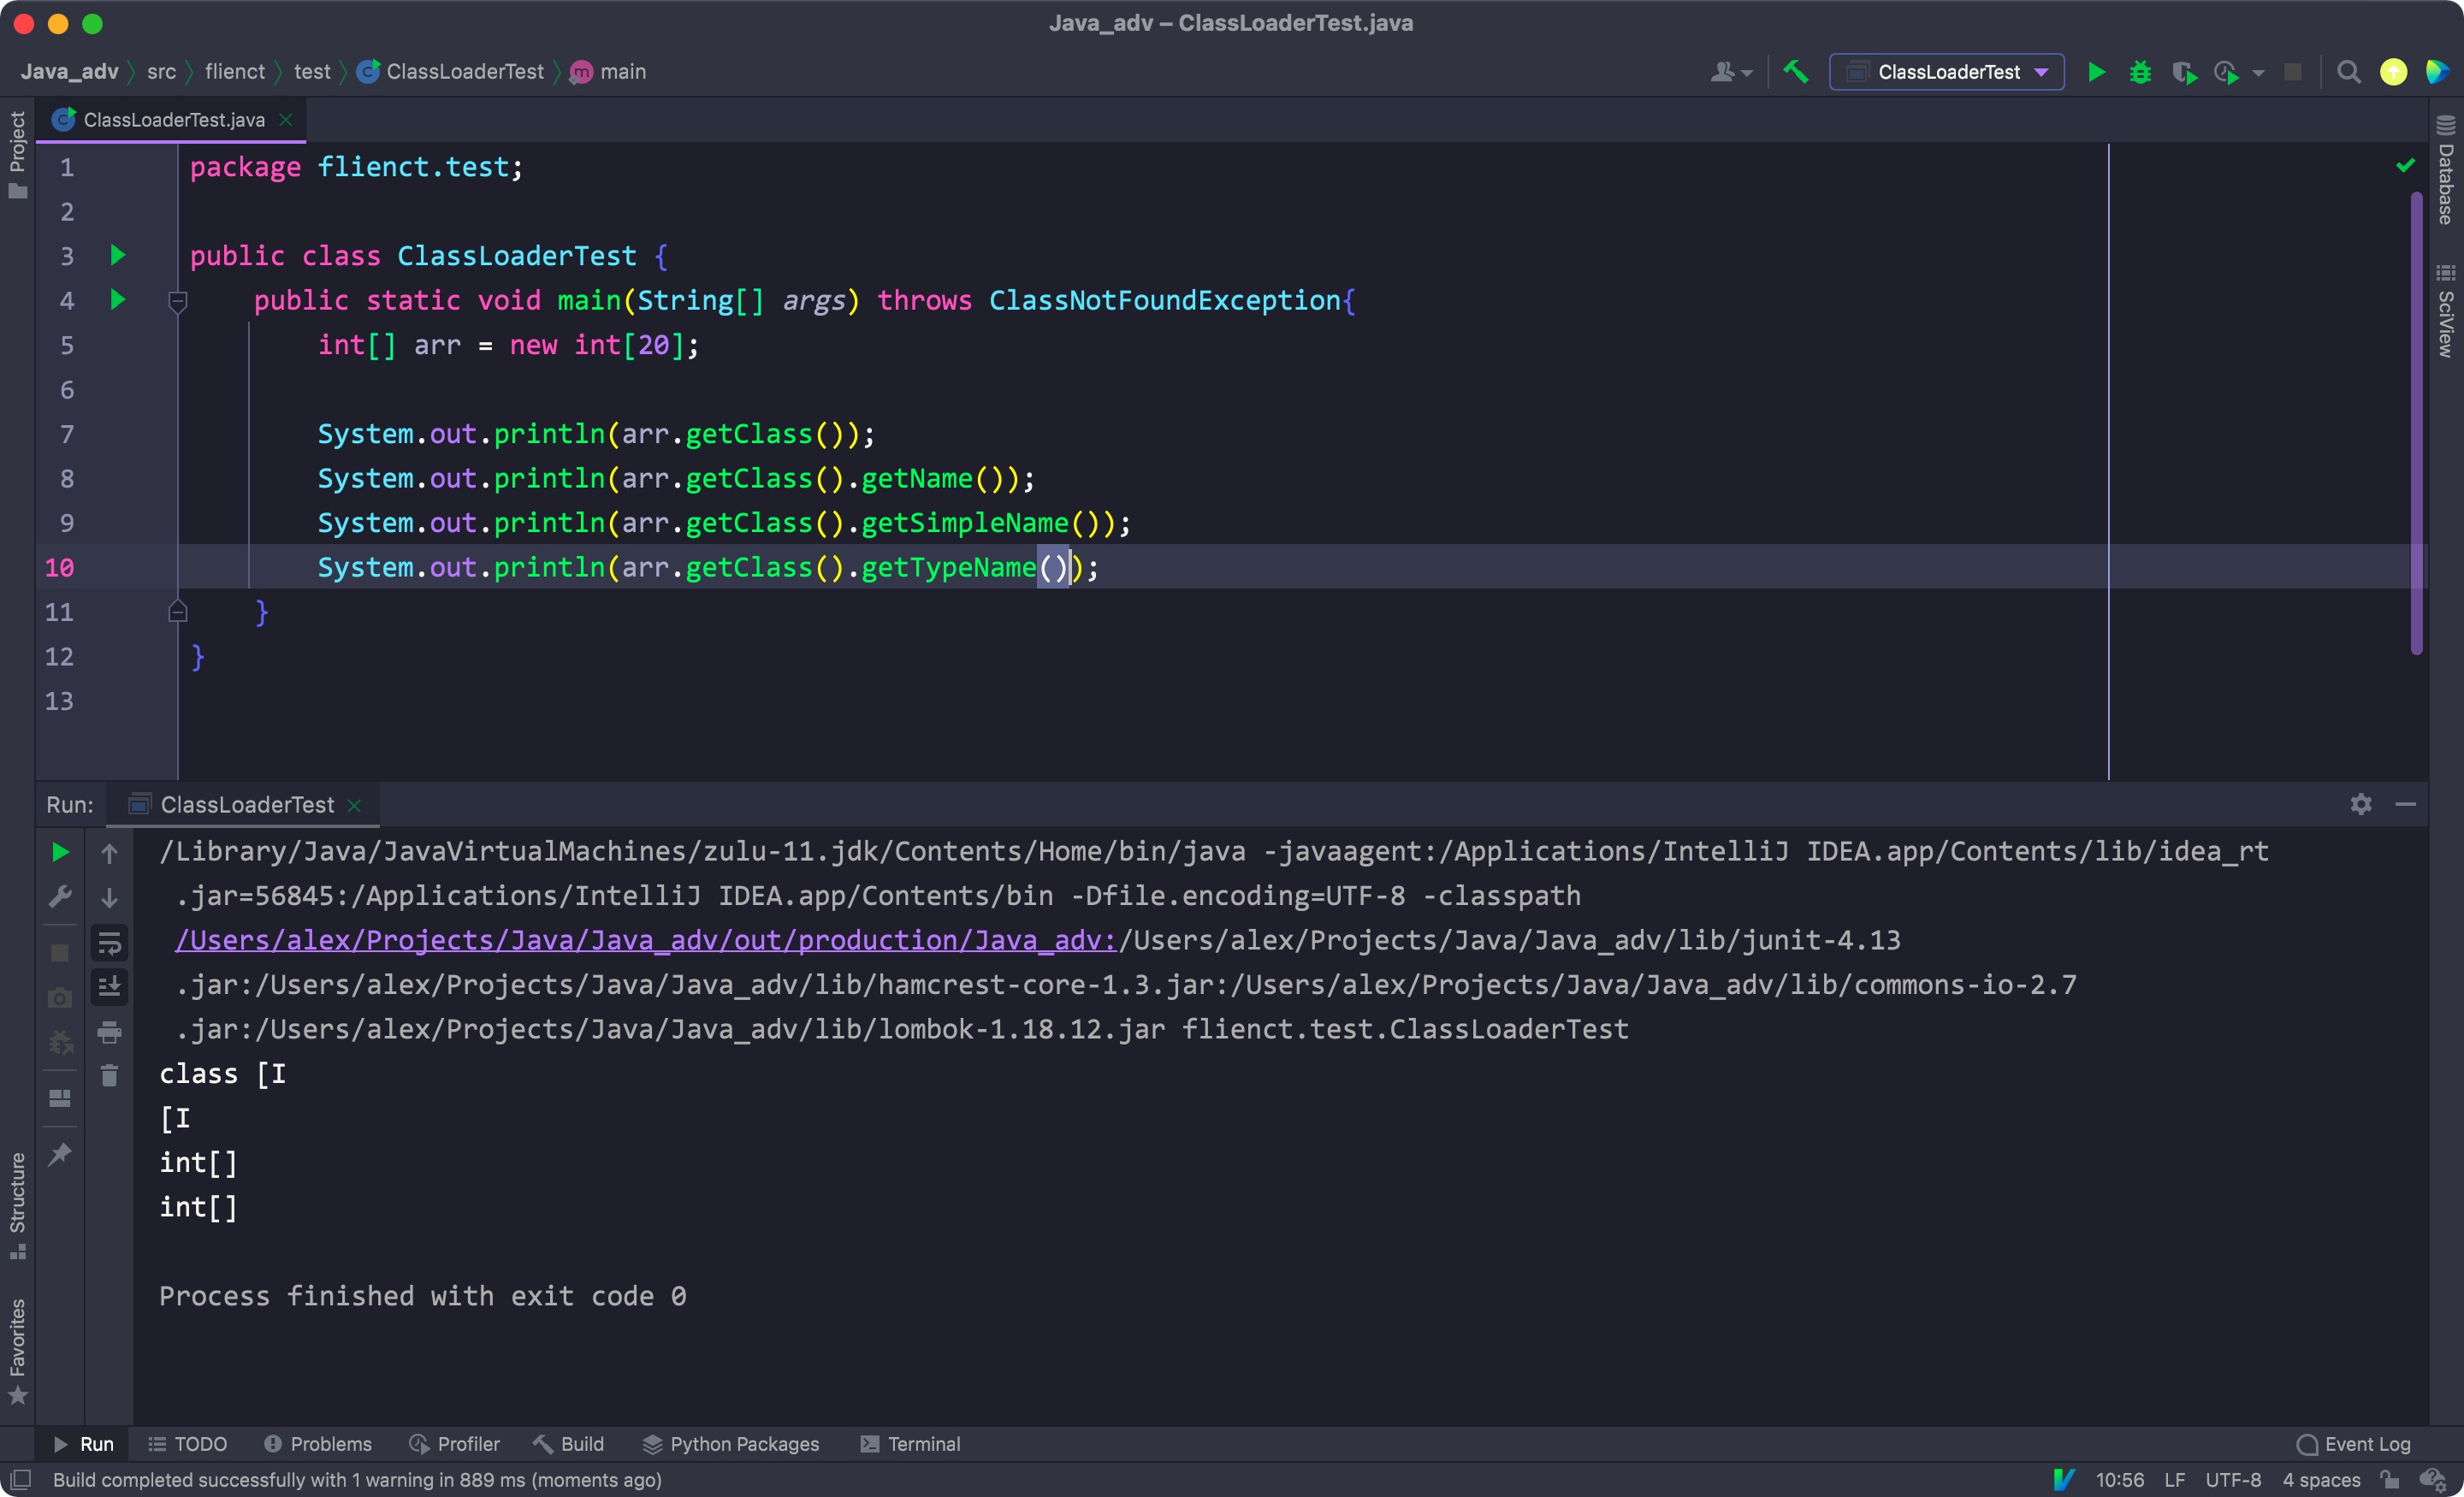 Java_adv – ClassLoaderTest.java
Java_adv src flienct test ClassLoaderTest main
ClassLoaderTest
ClassLoaderTest.java
Project
Database
SciView
1 package flienct.test;
2
3 public class ClassLoaderTest {
4 public static void main(String[] args) throws ClassNotFoundException{
5 int[] arr = new int[20];
6
7 System.out.println(arr.getClass());
8 System.out.println(arr.getClass().getName());
9 System.out.println(arr.getClass().getSimpleName());
10 System.out.println(arr.getClass().getTypeName());
11 }
12 }
13
Run: ClassLoaderTest
/Library/Java/JavaVirtualMachines/zulu-11.jdk/Contents/Home/bin/java -javaagent:/Applications/IntelliJ IDEA.app/Contents/lib/idea_rt
.jar=56845:/Applications/IntelliJ IDEA.app/Contents/bin -Dfile.encoding=UTF-8 -classpath
/Users/alex/Projects/Java/Java_adv/out/production/Java_adv:/Users/alex/Projects/Java/Java_adv/lib/junit-4.13
.jar:/Users/alex/Projects/Java/Java_adv/lib/hamcrest-core-1.3.jar:/Users/alex/Projects/Java/Java_adv/lib/commons-io-2.7
.jar:/Users/alex/Projects/Java/Java_adv/lib/lombok-1.18.12.jar flienct.test.ClassLoaderTest
class [I
[I
int[]
int[]
Process finished with exit code 0
Structure
Favorites
Run TODO Problems Profiler Build Python Packages Terminal Event Log
Build completed successfully with 1 warning in 889 ms (moments ago) 10:56 LF UTF-8 4 spaces